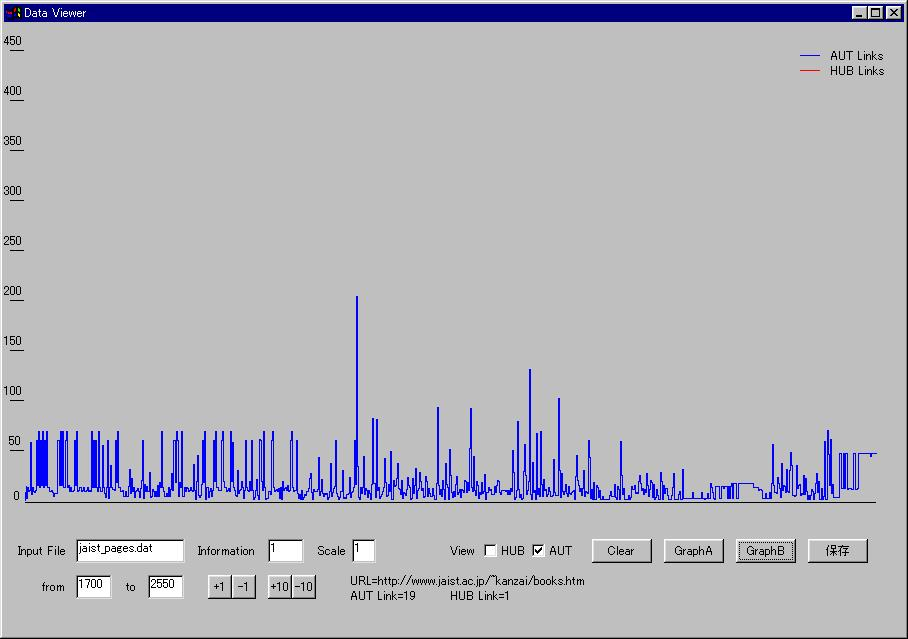 Data Viewer
450
AUT Links
HUB Links
400
350
300
250
200
150
100
50
0
Input File jaist_pages.dat Information 1 Scale 1 View HUB AUT Clear GraphA GraphB 保存
from 1700 to 2550 +1 -1 +10 -10 URL=http://www.jaist.ac.jp/~kanzai/books.htm
AUT Link=19 HUB Link=1